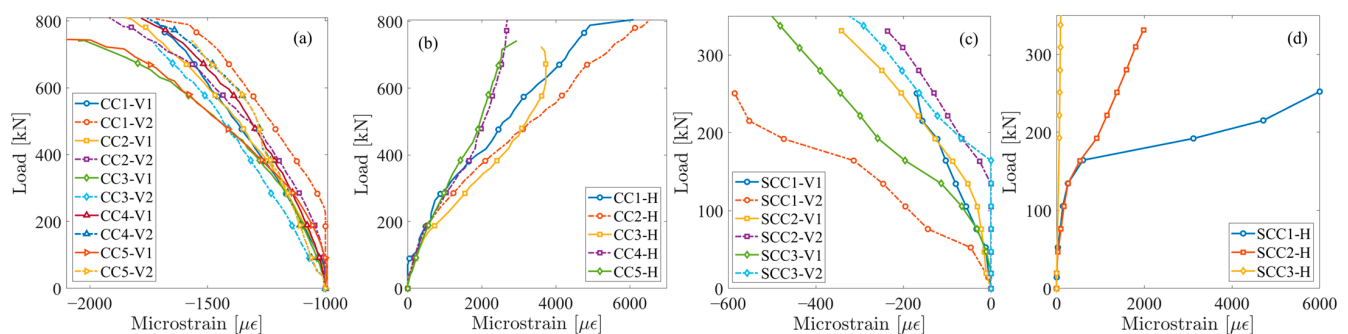 (a)
Load [kN]
800
600
400
200
0
CC1-V1
CC1-V2
CC2-V1
CC2-V2
CC3-V1
CC3-V2
CC4-V1
CC4-V2
CC5-V1
CC5-V2
−2000 −1500 −1000
Microstrain [με]
(b)
Load [kN]
800
600
400
200
0
CC1-H
CC2-H
CC3-H
CC4-H
CC5-H
0 2000 4000 6000
Microstrain [με]
(c)
Load [kN]
300
200
100
0
SCC1-V1
SCC1-V2
SCC2-V1
SCC2-V2
SCC3-V1
SCC3-V2
−600 −400 −200 0
Microstrain [με]
(d)
Load [kN]
300
200
100
0
SCC1-H
SCC2-H
SCC3-H
0 2000 4000 6000
Microstrain [με]